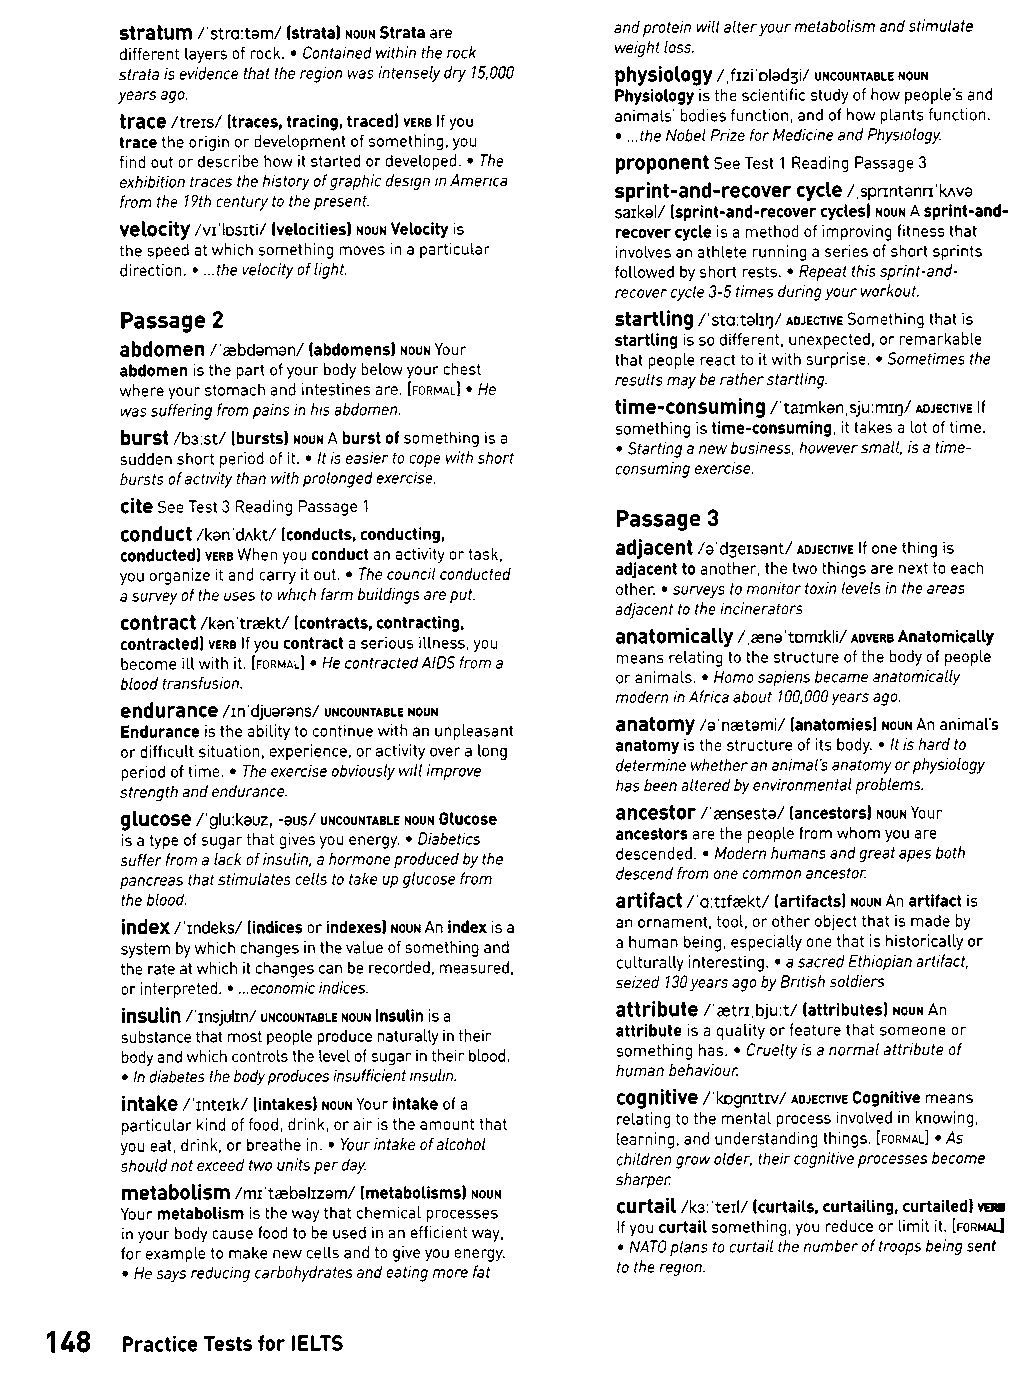 stratum /ˈstrɑːtəm/ (strata) NOUN Strata are
different layers of rock. • Contained within the rock
strata is evidence that the region was intensely dry 15,000
years ago.
trace /treɪs/ (traces, tracing, traced) VERB If you
trace the origin or development of something, you
find out or describe how it started or developed. • The
exhibition traces the history of graphic design in America
from the 19th century to the present.
velocity /vɪˈlɒsɪti/ (velocities) NOUN Velocity is
the speed at which something moves in a particular
direction. • ...the velocity of light.
Passage 2
abdomen /ˈæbdəmən/ (abdomens) NOUN Your
abdomen is the part of your body below your chest
where your stomach and intestines are. [FORMAL] • He
was suffering from pains in his abdomen.
burst /bɜːst/ (bursts) NOUN A burst of something is a
sudden short period of it. • It is easier to cope with short
bursts of activity than with prolonged exercise.
cite See Test 3 Reading Passage 1
conduct /kənˈdʌkt/ (conducts, conducting,
conducted) VERB When you conduct an activity or task,
you organize it and carry it out. • The council conducted
a survey of the uses to which farm buildings are put.
contract /kənˈtrækt/ (contracts, contracting,
contracted) VERB If you contract a serious illness, you
become ill with it. [FORMAL] • He contracted AIDS from a
blood transfusion.
endurance /ɪnˈdjuərəns/ UNCOUNTABLE NOUN
Endurance is the ability to continue with an unpleasant
or difficult situation, experience, or activity over a long
period of time. • The exercise obviously will improve
strength and endurance.
glucose /ˈgluːkəuz, -əus/ UNCOUNTABLE NOUN Glucose
is a type of sugar that gives you energy. • Diabetics
suffer from a lack of insulin, a hormone produced by the
pancreas that stimulates cells to take up glucose from
the blood.
index /ˈɪndeks/ (indices or indexes) NOUN An index is a
system by which changes in the value of something and
the rate at which it changes can be recorded, measured,
or interpreted. • ...economic indices.
insulin /ˈɪnsjulɪn/ UNCOUNTABLE NOUN Insulin is a
substance that most people produce naturally in their
body and which controls the level of sugar in their blood.
• In diabetes the body produces insufficient insulin.
intake /ˈɪnteɪk/ (intakes) NOUN Your intake of a
particular kind of food, drink, or air is the amount that
you eat, drink, or breathe in. • Your intake of alcohol
should not exceed two units per day.
metabolism /mɪˈtæbəlɪzəm/ (metabolisms) NOUN
Your metabolism is the way that chemical processes
in your body cause food to be used in an efficient way,
for example to make new cells and to give you energy.
• He says reducing carbohydrates and eating more fat
and protein will alter your metabolism and stimulate
weight loss.
physiology /ˌfɪziˈɒlədʒi/ UNCOUNTABLE NOUN
Physiology is the scientific study of how people's and
animals' bodies function, and of how plants function.
• ...the Nobel Prize for Medicine and Physiology.
proponent See Test 1 Reading Passage 3
sprint-and-recover cycle /ˌsprɪntənrɪˈkʌvə
saɪkəl/ (sprint-and-recover cycles) NOUN A sprint-and-
recover cycle is a method of improving fitness that
involves an athlete running a series of short sprints
followed by short rests. • Repeat this sprint-and-
recover cycle 3-5 times during your workout.
startling /ˈstɑːtəlɪŋ/ ADJECTIVE Something that is
startling is so different, unexpected, or remarkable
that people react to it with surprise. • Sometimes the
results may be rather startling.
time-consuming /ˈtaɪmkənˌsjuːmɪŋ/ ADJECTIVE If
something is time-consuming, it takes a lot of time.
• Starting a new business, however small, is a time-
consuming exercise.
Passage 3
adjacent /əˈdʒeɪsənt/ ADJECTIVE If one thing is
adjacent to another, the two things are next to each
other. • surveys to monitor toxin levels in the areas
adjacent to the incinerators
anatomically /ˌænəˈtɒmɪkli/ ADVERB Anatomically
means relating to the structure of the body of people
or animals. • Homo sapiens became anatomically
modern in Africa about 100,000 years ago.
anatomy /əˈnætəmi/ (anatomies) NOUN An animal's
anatomy is the structure of its body. • It is hard to
determine whether an animal's anatomy or physiology
has been altered by environmental problems.
ancestor /ˈænsestə/ (ancestors) NOUN Your
ancestors are the people from whom you are
descended. • Modern humans and great apes both
descend from one common ancestor.
artifact /ˈɑːtɪfækt/ (artifacts) NOUN An artifact is
an ornament, tool, or other object that is made by
a human being, especially one that is historically or
culturally interesting. • a sacred Ethiopian artifact,
seized 130 years ago by British soldiers
attribute /ˈætrɪˌbjuːt/ (attributes) NOUN An
attribute is a quality or feature that someone or
something has. • Cruelty is a normal attribute of
human behaviour.
cognitive /ˈkɒgnɪtɪv/ ADJECTIVE Cognitive means
relating to the mental process involved in knowing,
learning, and understanding things. [FORMAL] • As
children grow older, their cognitive processes become
sharper.
curtail /kɜːˈteɪl/ (curtails, curtailing, curtailed) VERB
If you curtail something, you reduce or limit it. [FORMAL]
• NATO plans to curtail the number of troops being sent
to the region.
148 Practice Tests for IELTS